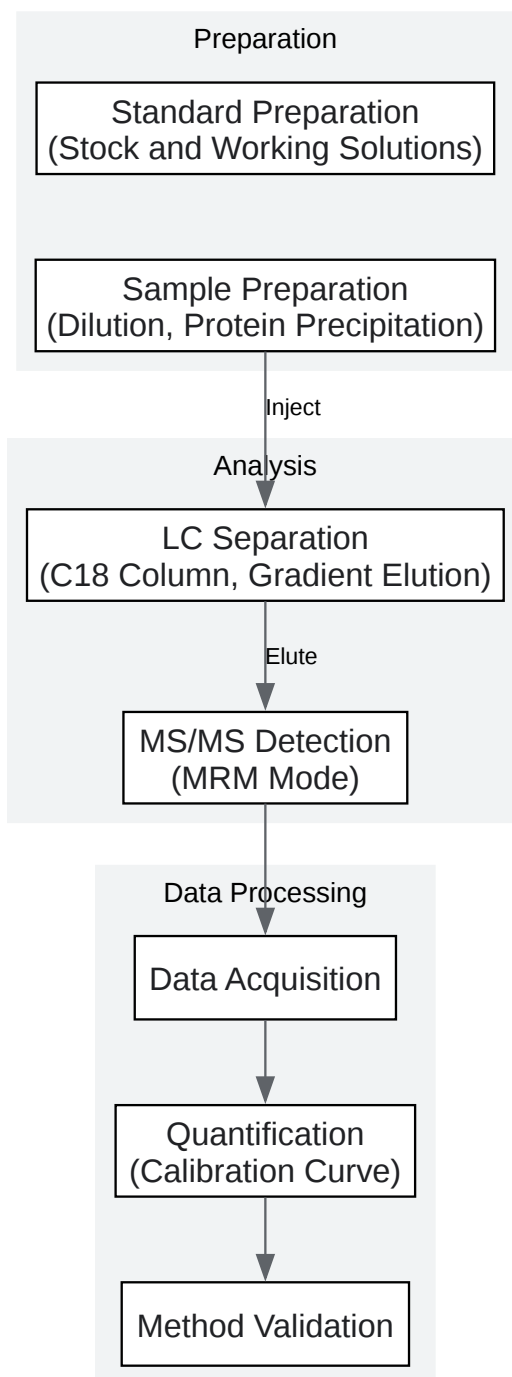 Preparation
Standard Preparation
(Stock and Working Solutions)
Sample Preparation
(Dilution, Protein Precipitation)
Inject
Analysis
LC Separation
(C18 Column, Gradient Elution)
Elute
MS/MS Detection
(MRM Mode)
Data Processing
Data Acquisition
Quantification
(Calibration Curve)
Method Validation